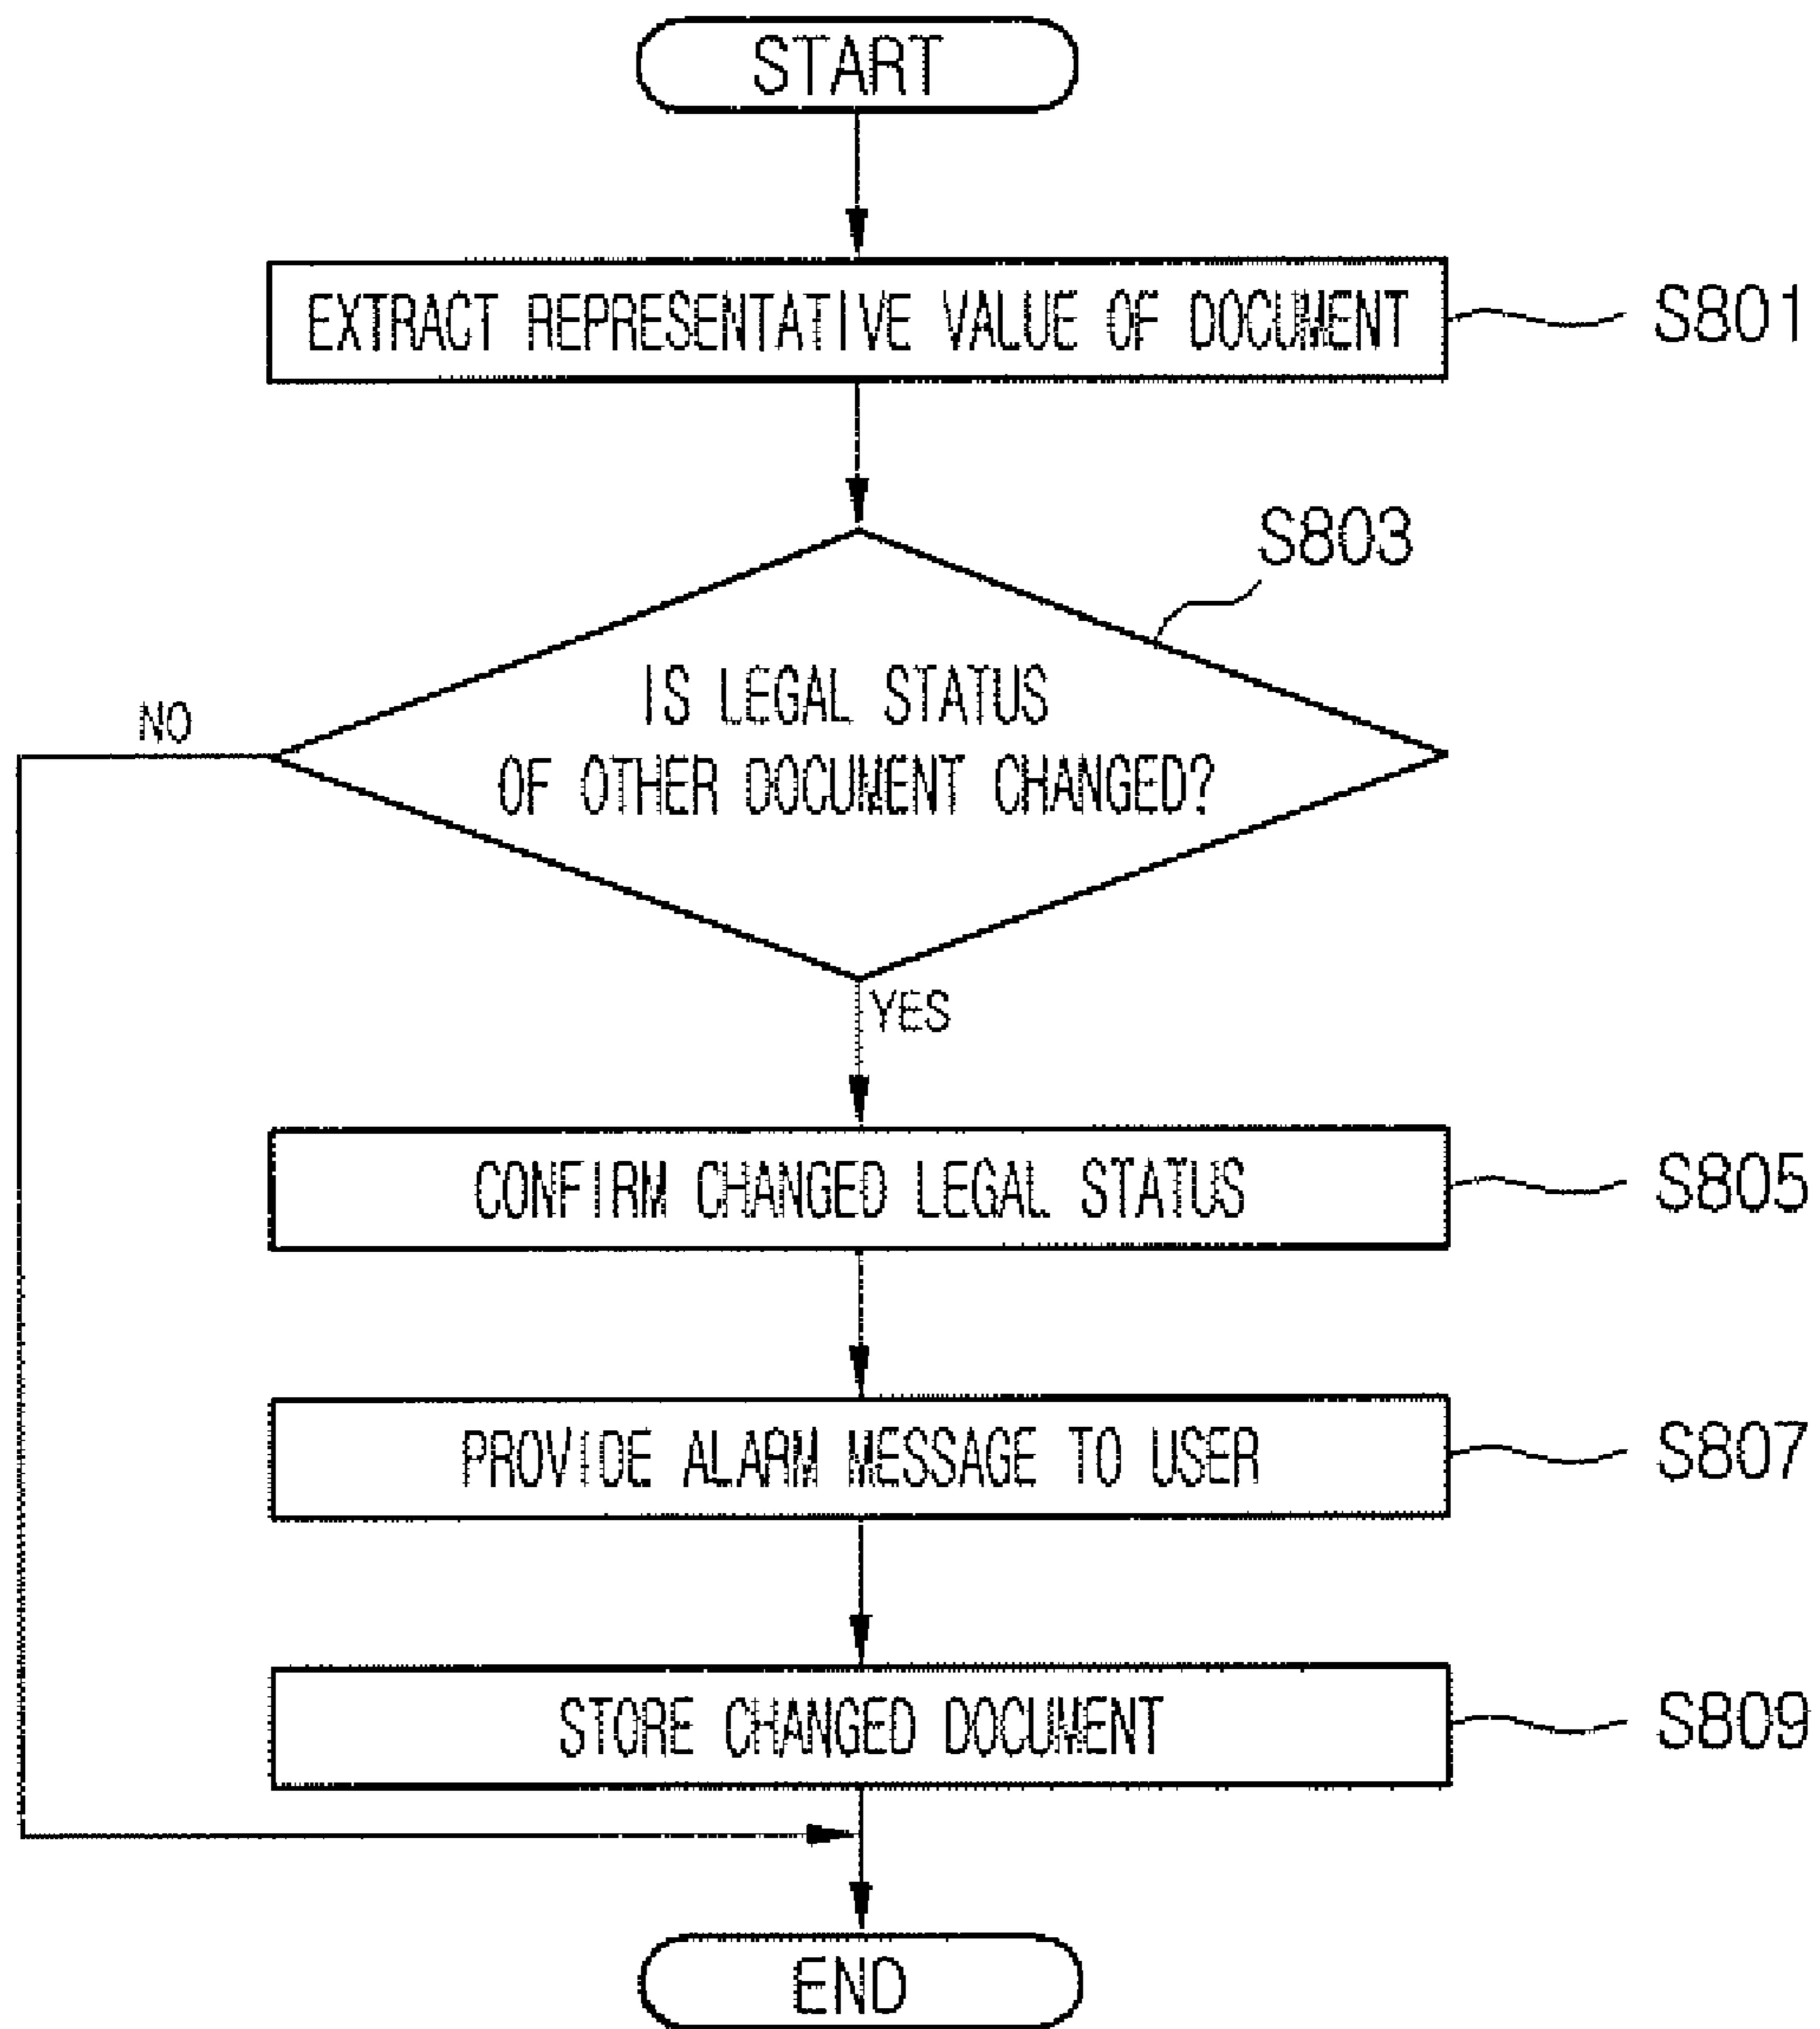 START
EXTRACT REPRESENTATIVE VALUE OF DOCUMENT
S801
S803
IS LEGAL STATUS
OF OTHER DOCUMENT CHANGED?
NO
YES
CONFIRM CHANGED LEGAL STATUS
S805
PROVIDE ALARM MESSAGE TO USER
S807
STORE CHANGED DOCUMENT
S809
END